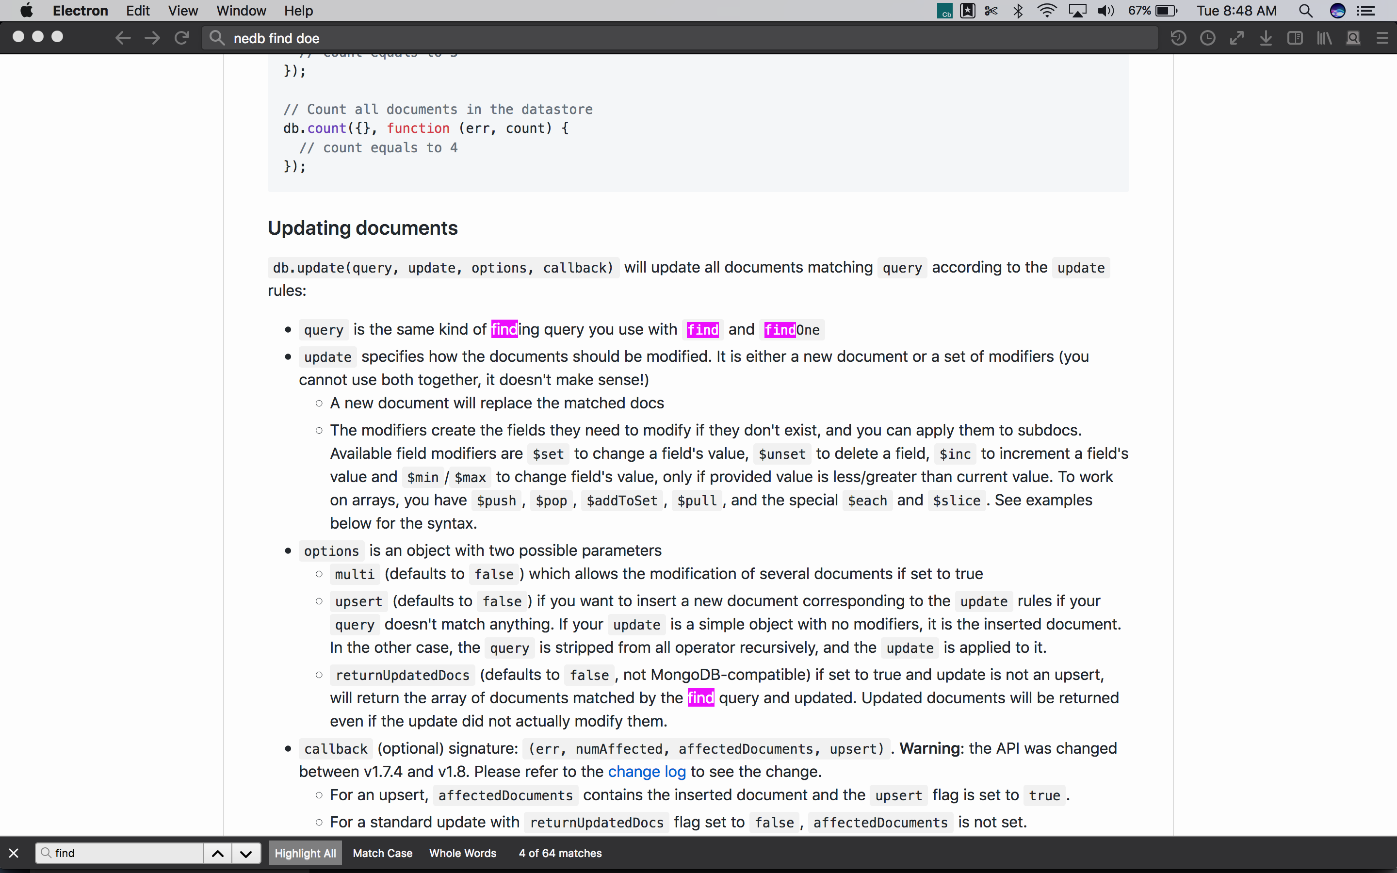 Electron Edit View Window Help 67% Tue 8:48 AM
nedb find doe
});
// Count all documents in the datastore
db.count({}, function (err, count) {
// count equals to 4
});
Updating documents
db.update(query, update, options, callback) will update all documents matching query according to the update
rules:
• query is the same kind of finding query you use with find and findOne
• update specifies how the documents should be modified. It is either a new document or a set of modifiers (you
cannot use both together, it doesn't make sense!)
○ A new document will replace the matched docs
○ The modifiers create the fields they need to modify if they don't exist, and you can apply them to subdocs.
Available field modifiers are $set to change a field's value, $unset to delete a field, $inc to increment a field's
value and $min / $max to change field's value, only if provided value is less/greater than current value. To work
on arrays, you have $push, $pop, $addToSet, $pull, and the special $each and $slice. See examples
below for the syntax.
• options is an object with two possible parameters
○ multi (defaults to false) which allows the modification of several documents if set to true
○ upsert (defaults to false) if you want to insert a new document corresponding to the update rules if your
query doesn't match anything. If your update is a simple object with no modifiers, it is the inserted document.
In the other case, the query is stripped from all operator recursively, and the update is applied to it.
○ returnUpdatedDocs (defaults to false, not MongoDB-compatible) if set to true and update is not an upsert,
will return the array of documents matched by the find query and updated. Updated documents will be returned
even if the update did not actually modify them.
• callback (optional) signature: (err, numAffected, affectedDocuments, upsert). Warning: the API was changed
between v1.7.4 and v1.8. Please refer to the change log to see the change.
○ For an upsert, affectedDocuments contains the inserted document and the upsert flag is set to true.
○ For a standard update with returnUpdatedDocs flag set to false, affectedDocuments is not set.
find Highlight All Match Case Whole Words 4 of 64 matches